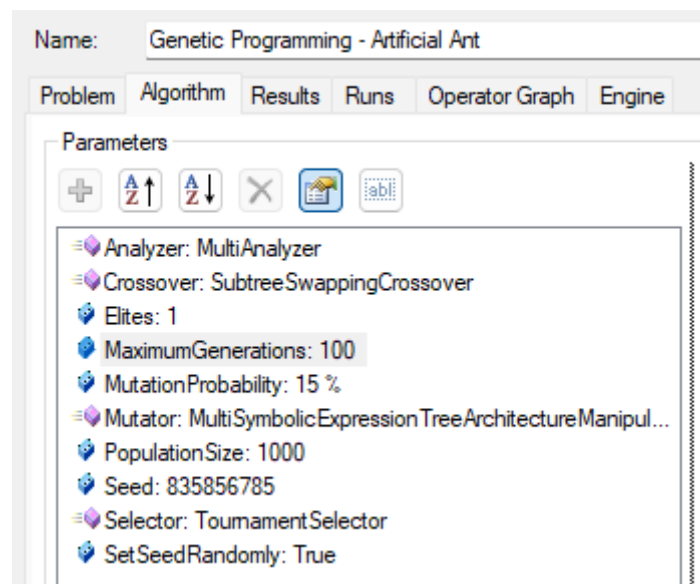 Name: Genetic Programming - Artificial Ant
Problem Algorithm Results Runs Operator Graph Engine
Parameters
Analyzer: MultiAnalyzer
Crossover: SubtreeSwappingCrossover
Elites: 1
MaximumGenerations: 100
MutationProbability: 15 %
Mutator: MultiSymbolicExpressionTreeArchitectureManipul...
PopulationSize: 1000
Seed: 835856785
Selector: TournamentSelector
SetSeedRandomly: True